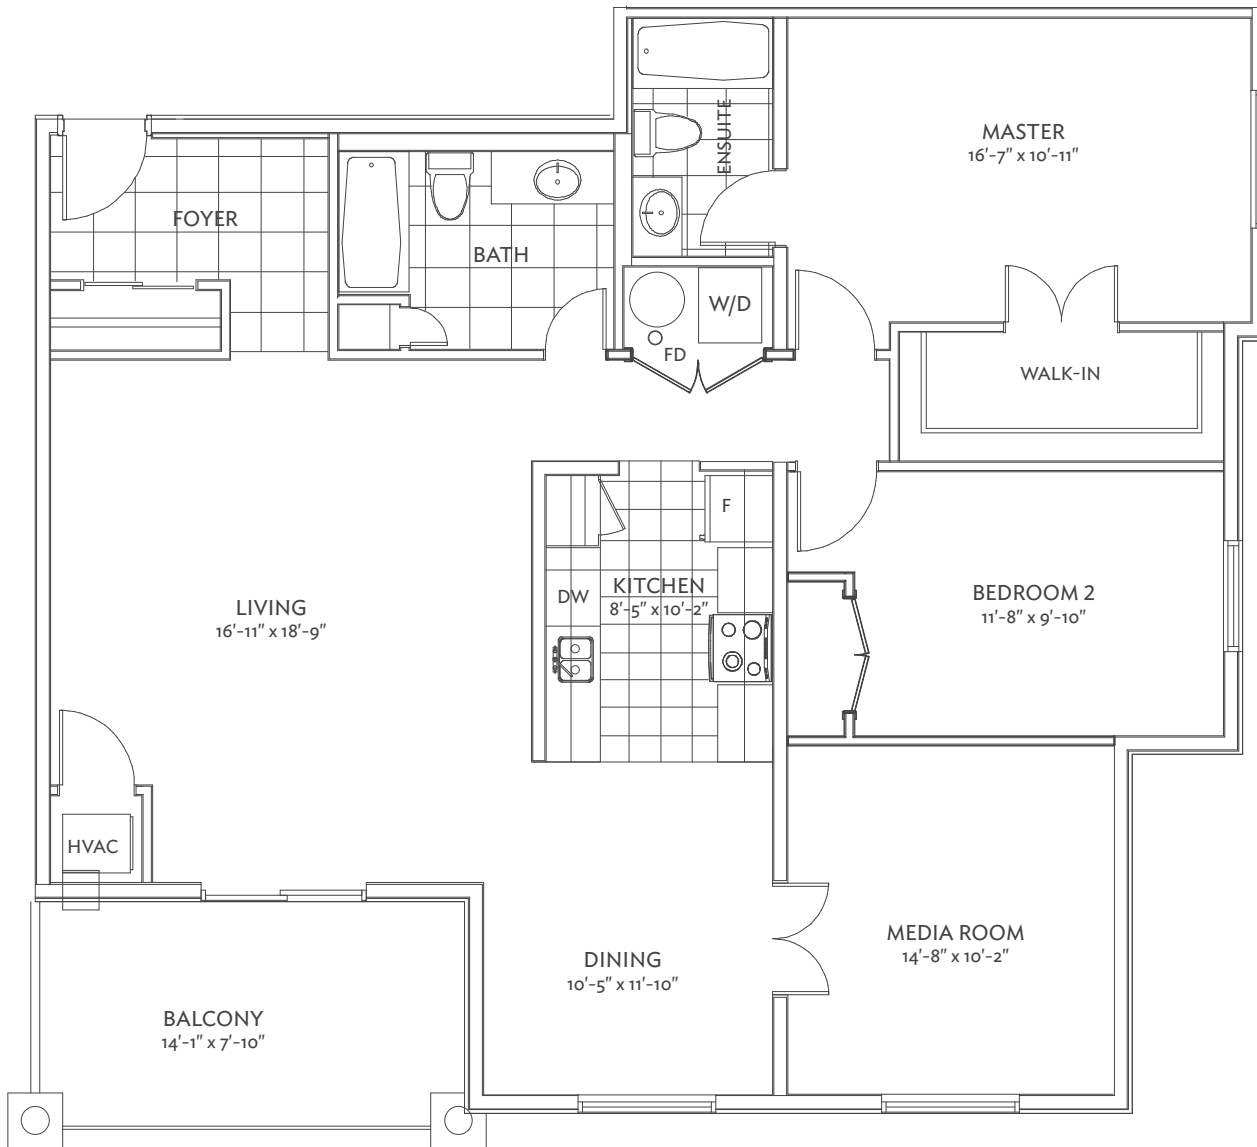 MASTER
16'-7" x 10'-11"
ENSUITE
FOYER
BATH
W/D
FD
WALK-IN
F
KITCHEN
8'-5" x 10'-2"
DW
BEDROOM 2
11'-8" x 9'-10"
LIVING
16'-11" x 18'-9"
HVAC
MEDIA ROOM
14'-8" x 10'-2"
DINING
10'-5" x 11'-10"
BALCONY
14'-1" x 7'-10"